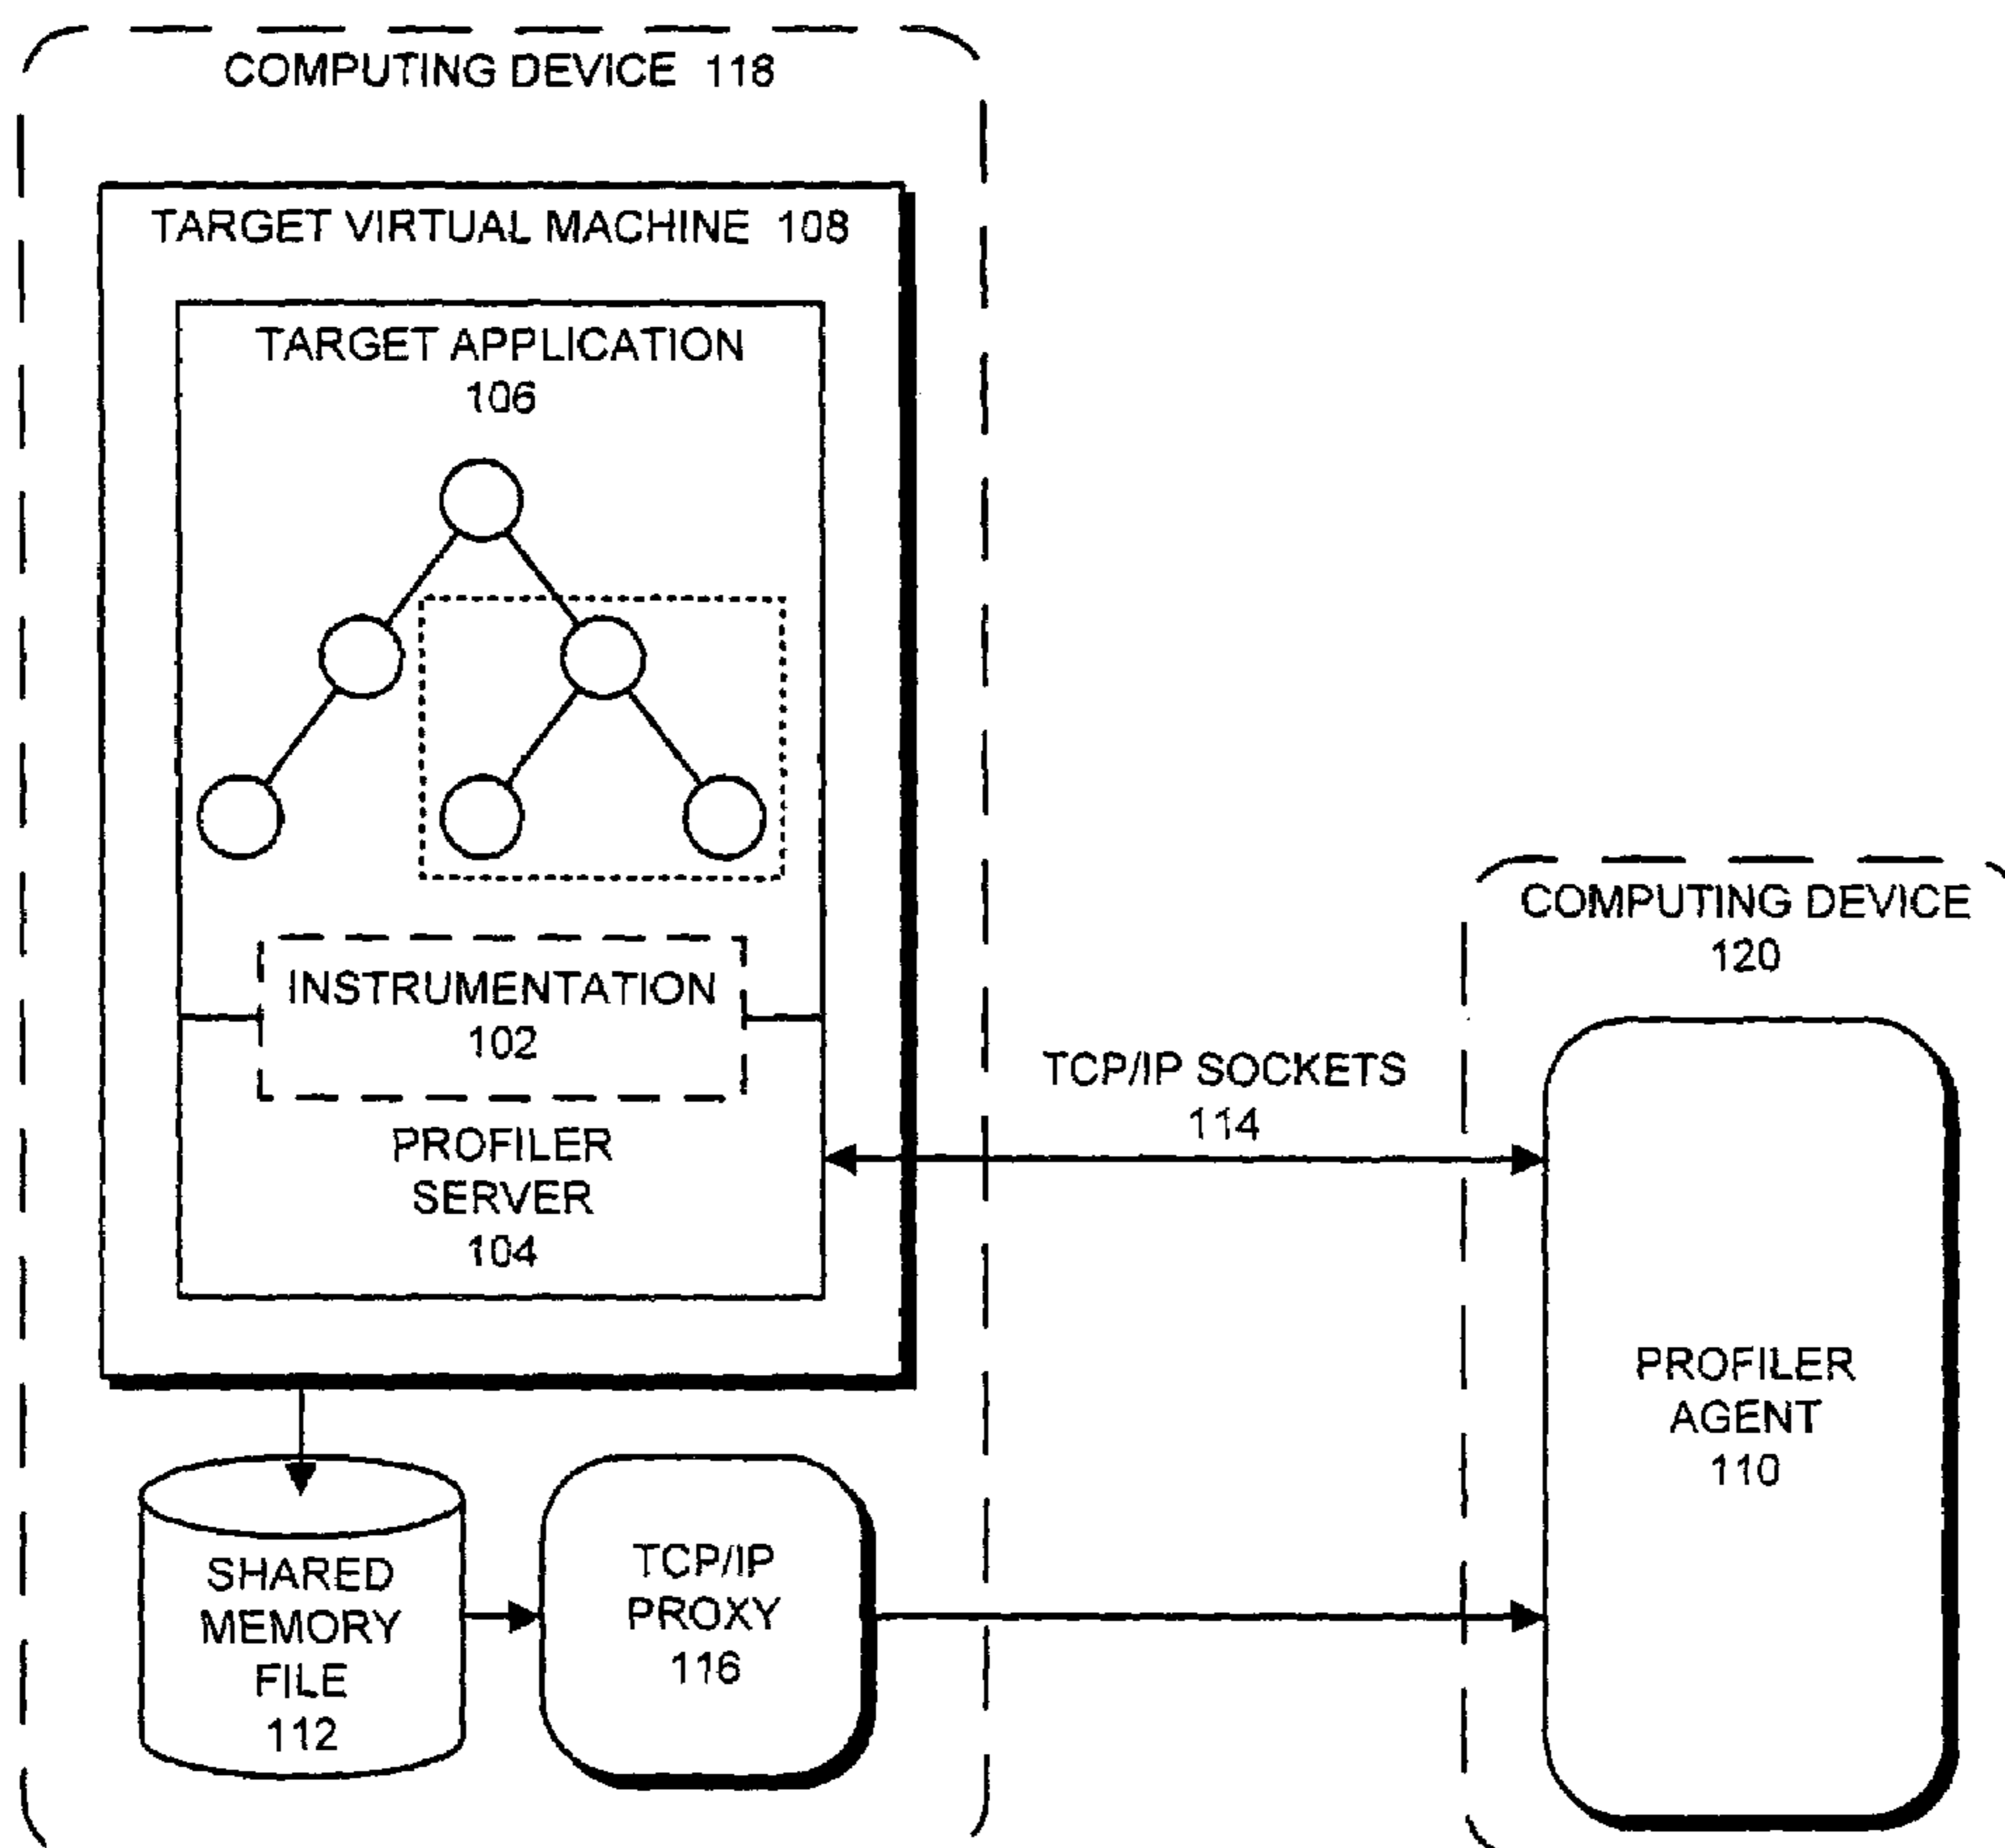 COMPUTING DEVICE 118
TARGET VIRTUAL MACHINE 108
TARGET APPLICATION
106
INSTRUMENTATION
102
PROFILER
SERVER
104
TCP/IP SOCKETS
114
COMPUTING DEVICE
120
PROFILER
AGENT
110
SHARED
MEMORY
FILE
112
TCP/IP
PROXY
116